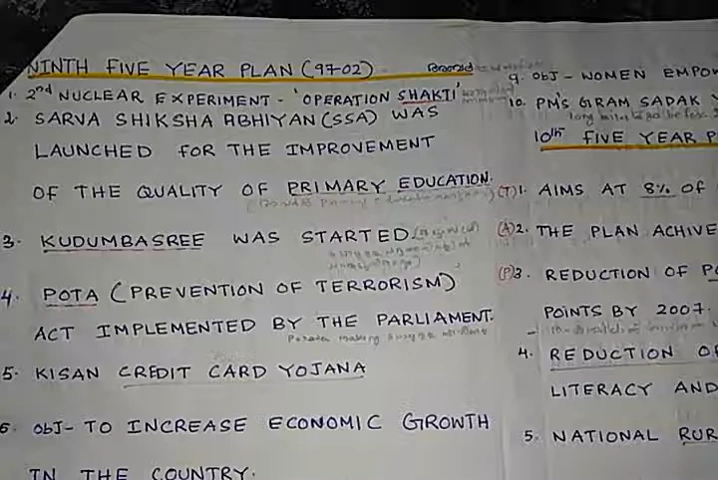 NINTH FIVE YEAR PLAN (97-02)
1. 2nd NUCLEAR EXPERIMENT - 'OPERATION SHAKTI'
2. SARVA SHIKSHA ABHIYAN (SSA) WAS
LAUNCHED FOR THE IMPROVEMENT
OF THE QUALITY OF PRIMARY EDUCATION.
3. KUDUMBASREE WAS STARTED
4. POTA (PREVENTION OF TERRORISM)
ACT IMPLEMENTED BY THE PARLIAMENT.
5. KISAN CREDIT CARD YOJANA
6. OBJ- TO INCREASE ECONOMIC GROWTH
IN THE COUNTRY.
9. OBJ- WOMEN EMPOW
10. PM'S GRAM SADAK Y
10th FIVE YEAR P
(T) 1. AIMS AT 8% OF
(A) 2. THE PLAN ACHIVE
(P) 3. REDUCTION OF PO
POINTS BY 2007.
4. REDUCTION OF
LITERACY AND
5. NATIONAL RUR